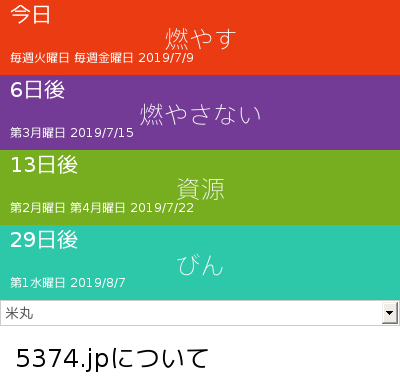 今日
燃やす
毎週火曜日 毎週金曜日 2019/7/9
6日後
燃やさない
第3月曜日 2019/7/15
13日後
資源
第2月曜日 第4月曜日 2019/7/22
29日後
びん
第1水曜日 2019/8/7
米丸
5374.jpについて